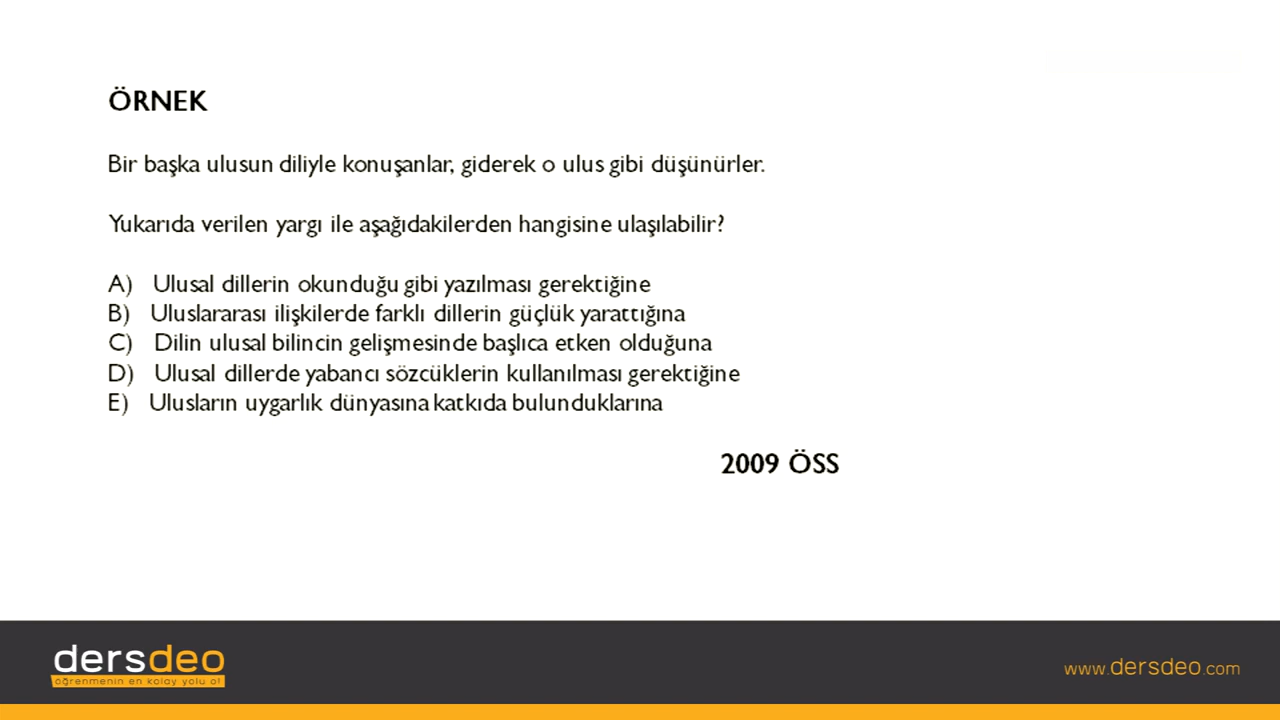 ÖRNEK
Bir başka ulusun diliyle konuşanlar, giderek o ulus gibi düşünürler.
Yukarıda verilen yargı ile aşağıdakilerden hangisine ulaşılabilir?
A) Ulusal dillerin okunduğu gibi yazılması gerektiğine
B) Uluslararası ilişkilerde farklı dillerin güçlük yarattığına
C) Dilin ulusal bilincin gelişmesinde başlıca etken olduğuna
D) Ulusal dillerde yabancı sözcüklerin kullanılması gerektiğine
E) Ulusların uygarlık dünyasına katkıda bulunduklarına
2009 ÖSS
dersdeo
öğrenmenin en kolay yolu o!
www.dersdeo.com